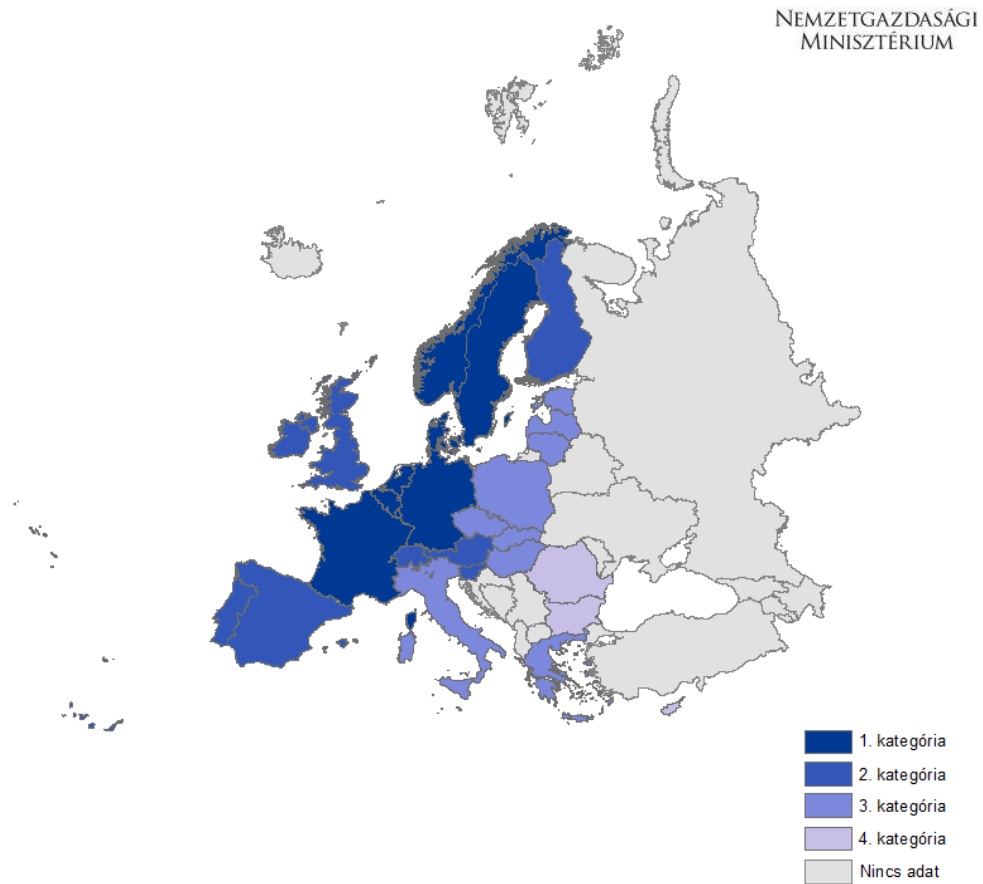 NEMZETGAZDASÁGI
MINISZTÉRIUM
1. kategória
2. kategória
3. kategória
4. kategória
Nincs adat